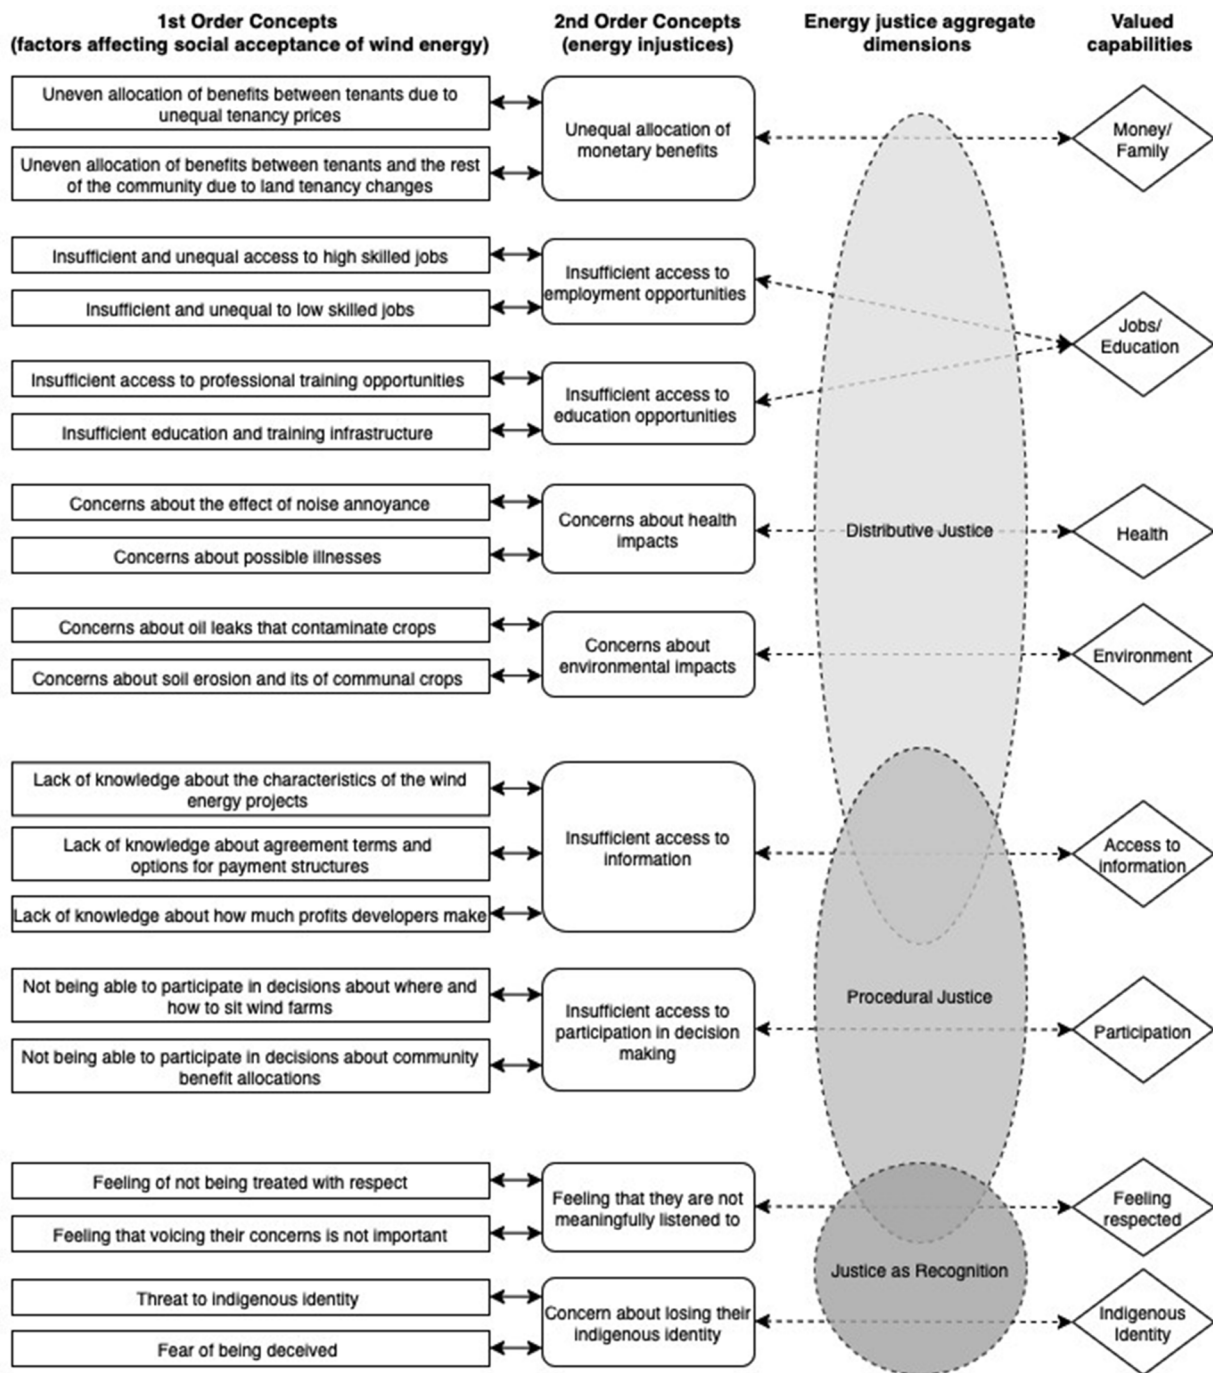 1st Order Concepts
(factors affecting social acceptance of wind energy)
2nd Order Concepts
(energy injustices)
Energy justice aggregate
dimensions
Valued
capabilities
Uneven allocation of benefits between tenants due to
unequal tenancy prices
Uneven allocation of benefits between tenants and the rest
of the community due to land tenancy changes
Unequal allocation of
monetary benefits
Money/
Family
Insufficient and unequal access to high skilled jobs
Insufficient and unequal to low skilled jobs
Insufficient access to
employment opportunities
Jobs/
Education
Insufficient access to professional training opportunities
Insufficient education and training infrastructure
Insufficient access to
education opportunities
Concerns about the effect of noise annoyance
Concerns about possible illnesses
Concerns about health
impacts
Distributive Justice
Health
Concerns about oil leaks that contaminate crops
Concerns about soil erosion and its of communal crops
Concerns about
environmental impacts
Environment
Lack of knowledge about the characteristics of the wind
energy projects
Lack of knowledge about agreement terms and
options for payment structures
Lack of knowledge about how much profits developers make
Insufficient access to
information
Access to
information
Not being able to participate in decisions about where and
how to sit wind farms
Not being able to participate in decisions about community
benefit allocations
Insufficient access to
participation in decision
making
Procedural Justice
Participation
Feeling of not being treated with respect
Feeling that voicing their concerns is not important
Feeling that they are not
meaningfully listened to
Feeling
respected
Justice as Recognition
Threat to indigenous identity
Fear of being deceived
Concern about losing their
indigenous identity
Indigenous
Identity